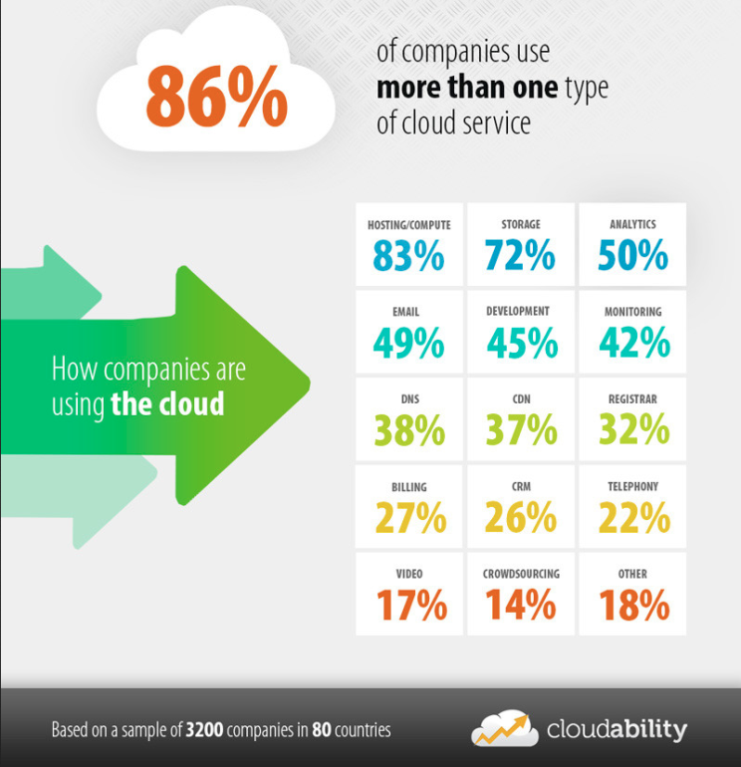 86%
of companies use
more than one type
of cloud service
How companies are
using the cloud
HOSTING/COMPUTE
83%
STORAGE
72%
ANALYTICS
50%
EMAIL
49%
DEVELOPMENT
45%
MONITORING
42%
DNS
38%
CDN
37%
REGISTRAR
32%
BILLING
27%
CRM
26%
TELEPHONY
22%
VIDEO
17%
CROWDSOURCING
14%
OTHER
18%
Based on a sample of 3200 companies in 80 countries
cloudability